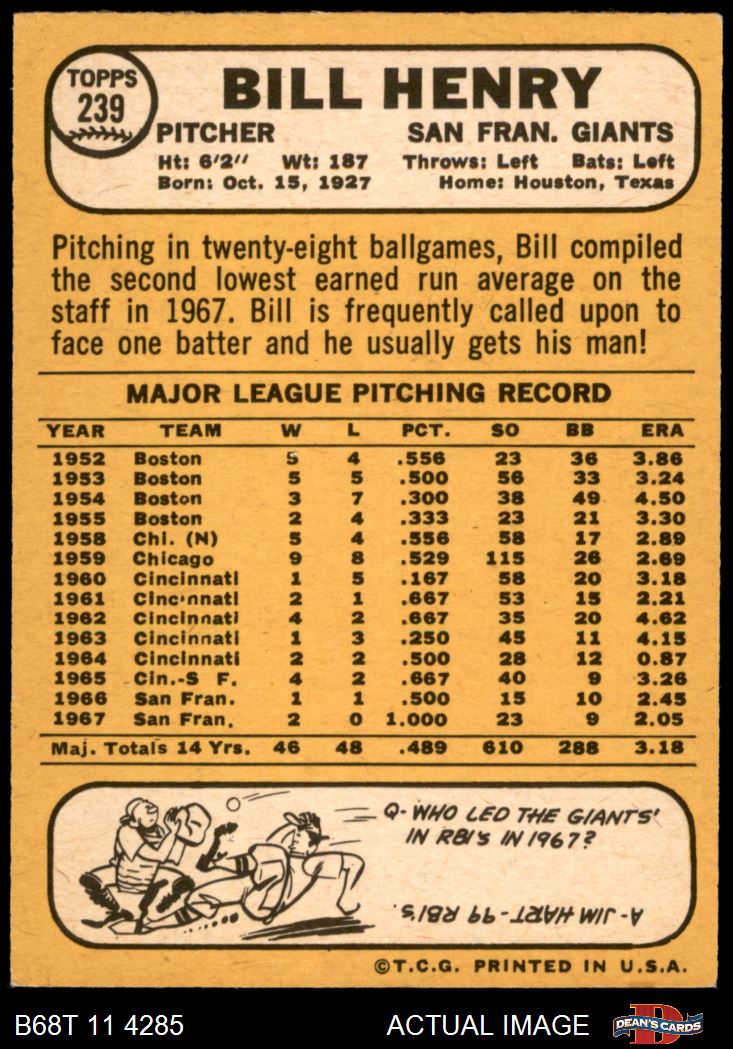 TOPPS
239
BILL HENRY
PITCHER SAN FRAN. GIANTS
Ht: 6'2" Wt: 187 Throws: Left Bats: Left
Born: Oct. 15, 1927 Home: Houston, Texas
Pitching in twenty-eight ballgames, Bill compiled
the second lowest earned run average on the
staff in 1967. Bill is frequently called upon to
face one batter and he usually gets his man!
MAJOR LEAGUE PITCHING RECORD
YEAR TEAM W L PCT. SO BB ERA
1952 Boston 5 4 .556 23 36 3.86
1953 Boston 5 5 .500 56 33 3.24
1954 Boston 3 7 .300 38 49 4.50
1955 Boston 2 4 .333 23 21 3.30
1958 Chi. (N) 5 4 .556 58 17 2.89
1959 Chicago 9 8 .529 115 26 2.69
1960 Cincinnati 1 5 .167 58 20 3.18
1961 Cincinnati 2 1 .667 53 15 2.21
1962 Cincinnati 4 2 .667 35 20 4.62
1963 Cincinnati 1 3 .250 45 11 4.15
1964 Cincinnati 2 2 .500 28 12 0.87
1965 Cin.-S F. 4 2 .667 40 9 3.26
1966 San Fran. 1 1 .500 15 10 2.45
1967 San Fran. 2 0 1.000 23 9 2.05
Maj. Totals 14 Yrs. 46 48 .489 610 288 3.18
Q- WHO LED THE GIANTS'
IN RBI's IN 1967?
A- JIM HART - 99 RBI's.
©T.C.G. PRINTED IN U.S.A.
B68T 11 4285 ACTUAL IMAGE DEAN'S CARDS